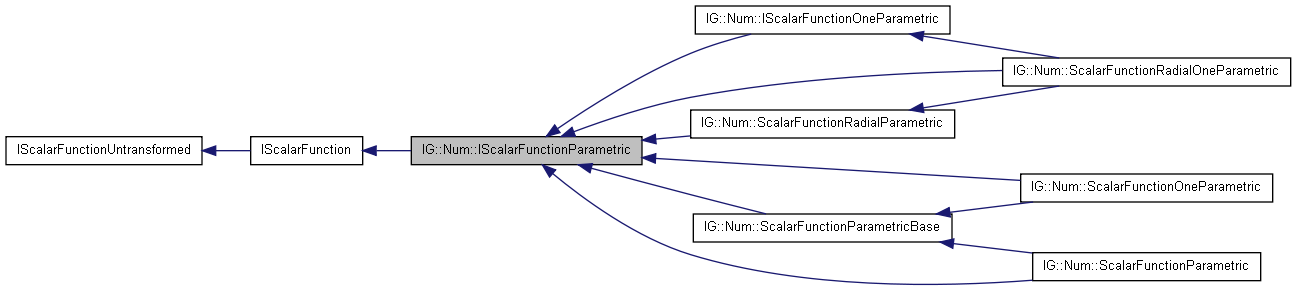 IG::Num::IScalarFunctionOneParametric
IG::Num::ScalarFunctionRadialOneParametric
IG::Num::ScalarFunctionRadialParametric
IScalarFunctionUntransformed
IScalarFunction
IG::Num::IScalarFunctionParametric
IG::Num::ScalarFunctionOneParametric
IG::Num::ScalarFunctionParametricBase
IG::Num::ScalarFunctionParametric